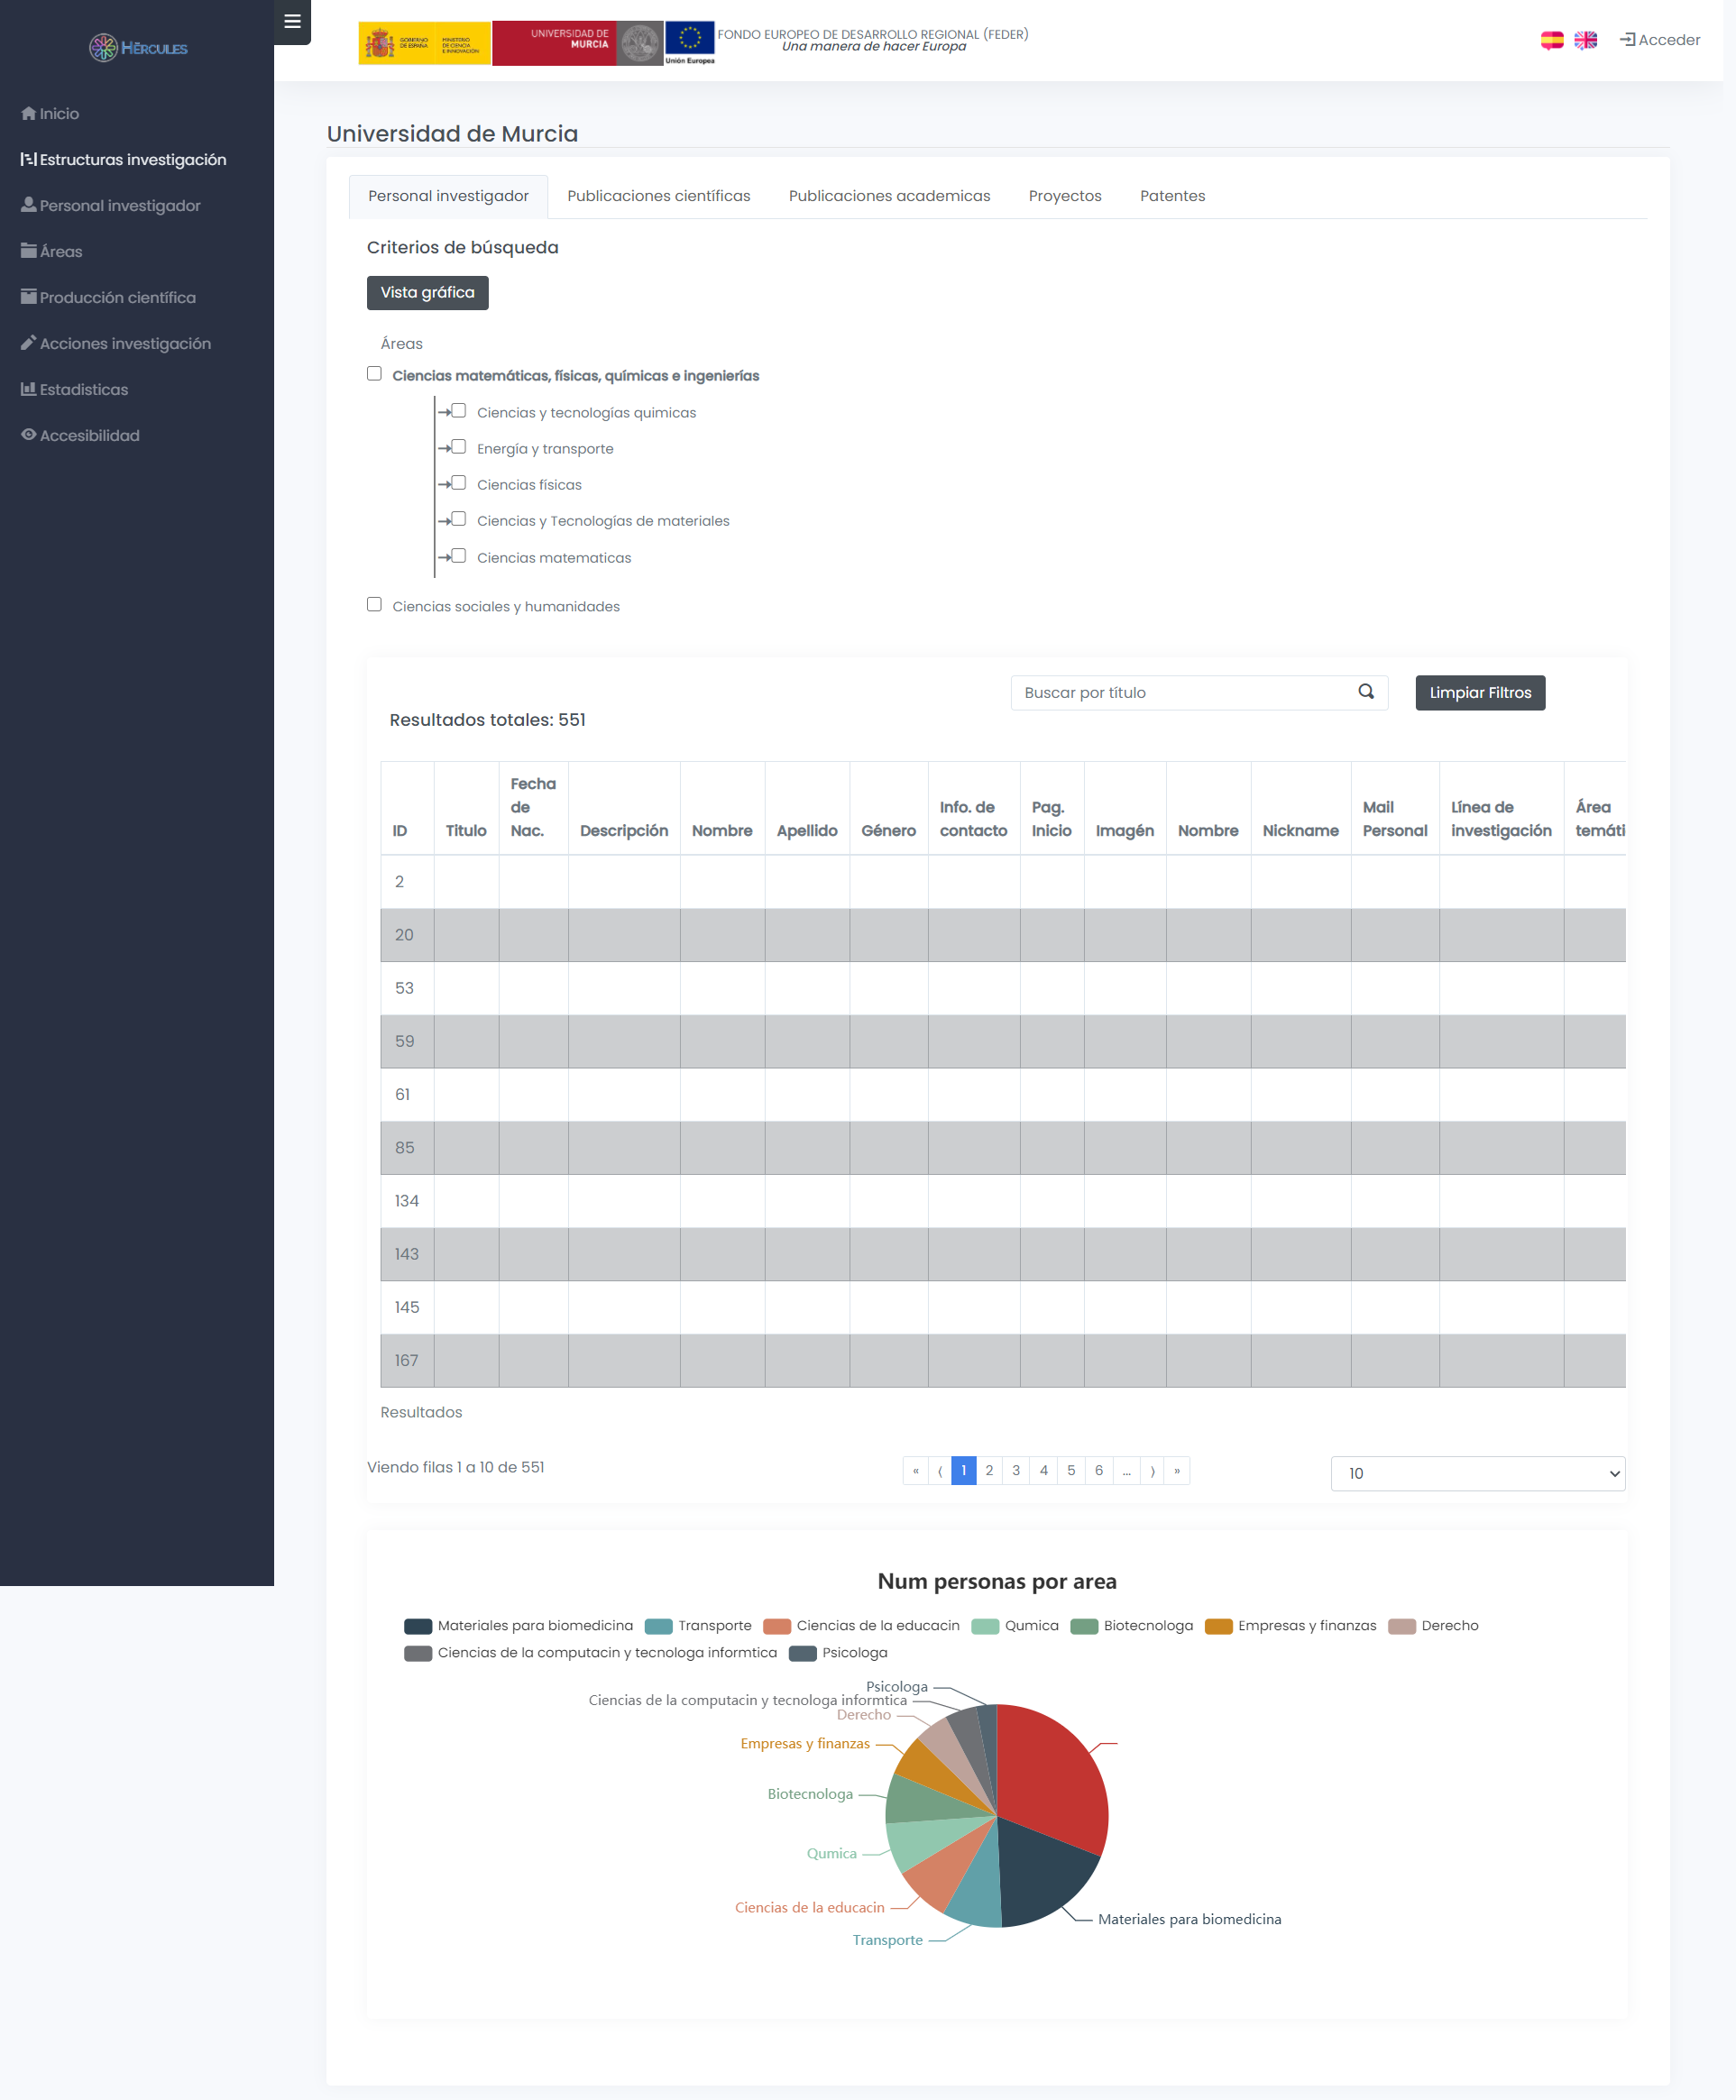 HĒRCULES
Inicio
Estructuras investigación
Personal investigador
Áreas
Producción científica
Acciones investigación
Estadisticas
Accesibilidad
GOBIERNO DE ESPAÑA
MINISTERIO DE CIENCIA E INNOVACIÓN
UNIVERSIDAD DE
MURCIA
Unión Europea
FONDO EUROPEO DE DESARROLLO REGIONAL (FEDER)
Una manera de hacer Europa
Acceder
Universidad de Murcia
Personal investigador Publicaciones científicas Publicaciones academicas Proyectos Patentes
Criterios de búsqueda
Vista gráfica
Áreas
Ciencias matemáticas, físicas, químicas e ingenierías
Ciencias y tecnologías quimicas
Energía y transporte
Ciencias físicas
Ciencias y Tecnologías de materiales
Ciencias matematicas
Ciencias sociales y humanidades
Buscar por título
Limpiar Filtros
Resultados totales: 551
ID Titulo Fecha de Nac. Descripción Nombre Apellido Género Info. de contacto Pag. Inicio Imagén Nombre Nickname Mail Personal Línea de investigación Área temáti
2
20
53
59
61
85
134
143
145
167
Resultados
Viendo filas 1 a 10 de 551
« ⟨ 1 2 3 4 5 6 ... ⟩ »
10
Num personas por area
Materiales para biomedicina Transporte Ciencias de la educacin Qumica Biotecnologa Empresas y finanzas Derecho
Ciencias de la computacin y tecnologa informtica Psicologa
Psicologa
Ciencias de la computacin y tecnologa informtica
Derecho
Empresas y finanzas
Biotecnologa
Qumica
Ciencias de la educacin
Materiales para biomedicina
Transporte